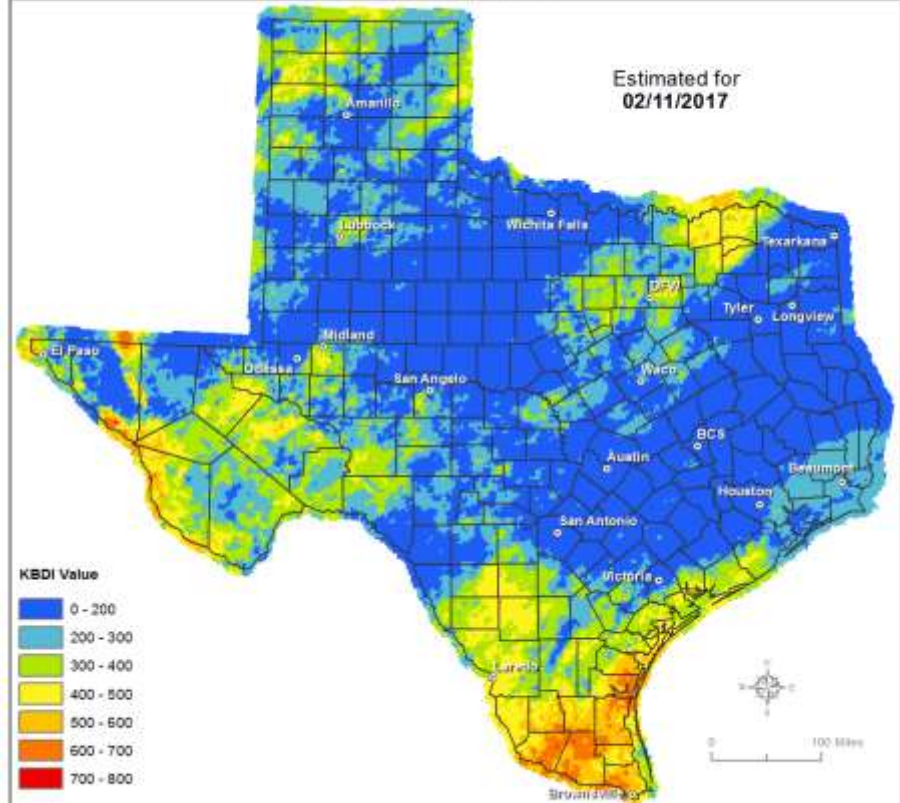 Estimated for
02/11/2017
Amarillo
Lubbock
Wichita Falls
Texarkana
DFW
Tyler
Longview
El Paso
Midland
Odessa
San Angelo
Waco
BCS
Austin
Beaumont
Houston
San Antonio
Victoria
Laredo
Brownsville
KBDI Value
0 - 200
200 - 300
300 - 400
400 - 500
500 - 600
600 - 700
700 - 800
0 100 Miles